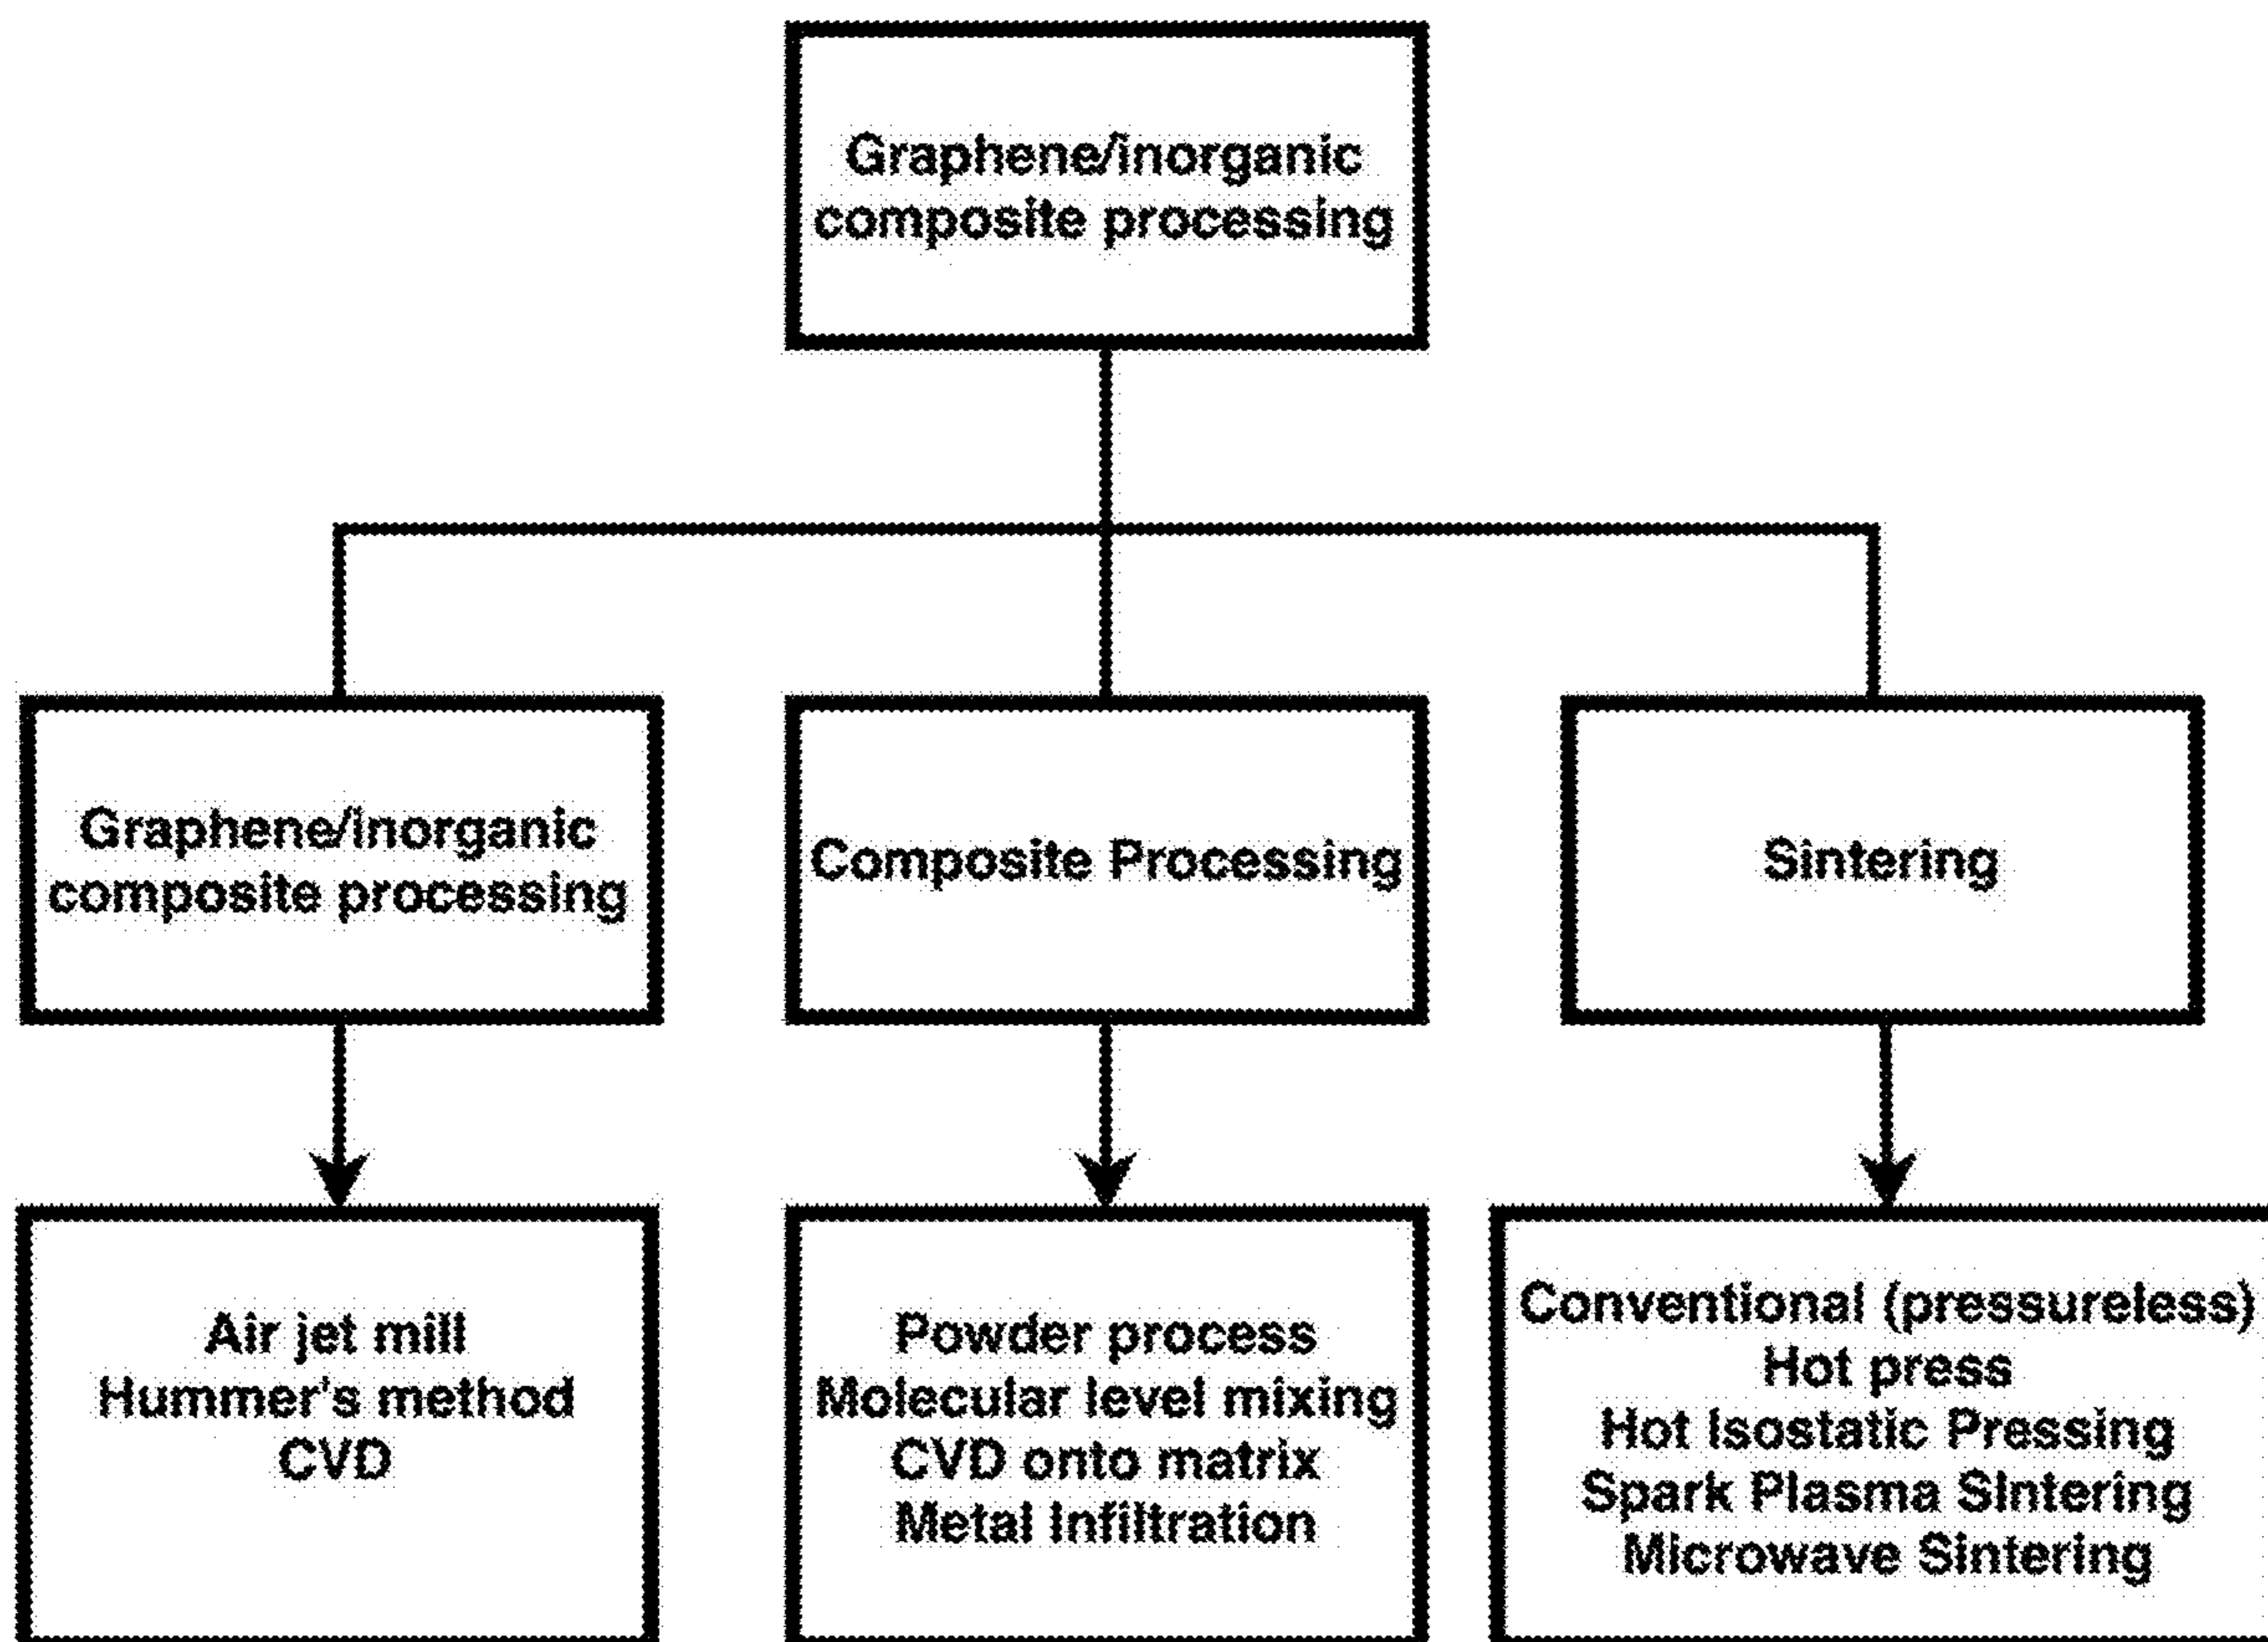 Graphene/inorganic
composite processing
Graphene/inorganic
composite processing
Composite Processing
Sintering
Air jet mill
Hummer's method
CVD
Powder process
Molecular level mixing
CVD onto matrix
Metal Infiltration
Conventional (pressureless)
Hot press
Hot Isostatic Pressing
Spark Plasma Sintering
Microwave Sintering